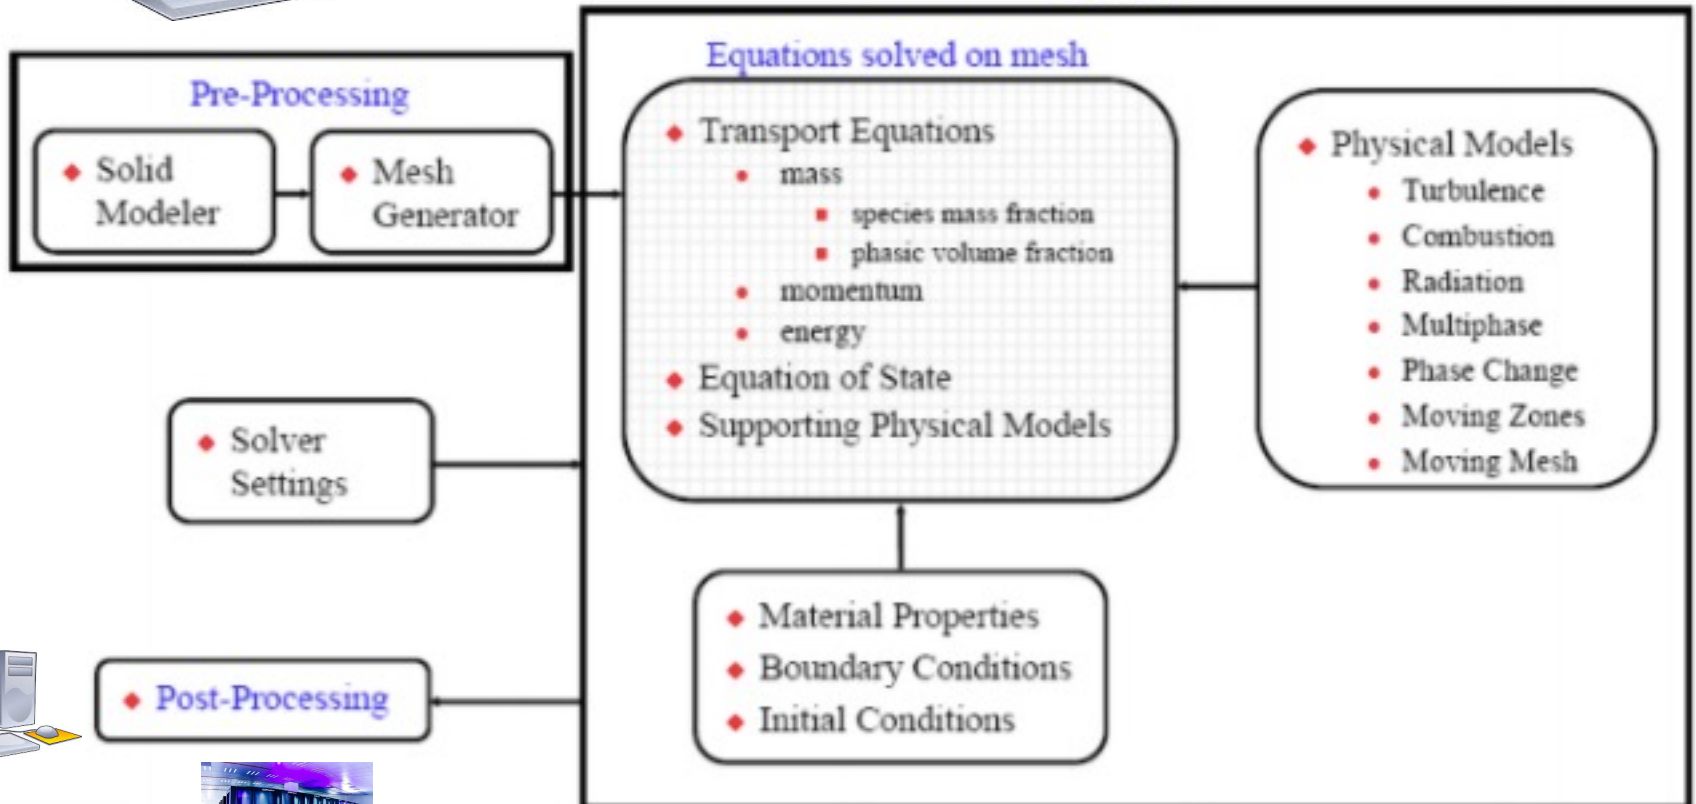 Pre-Processing
Solid
Modeler
Mesh
Generator
Equations solved on mesh
Transport Equations
mass
species mass fraction
phasic volume fraction
momentum
energy
Equation of State
Supporting Physical Models
Physical Models
Turbulence
Combustion
Radiation
Multiphase
Phase Change
Moving Zones
Moving Mesh
Solver
Settings
Material Properties
Boundary Conditions
Initial Conditions
Post-Processing